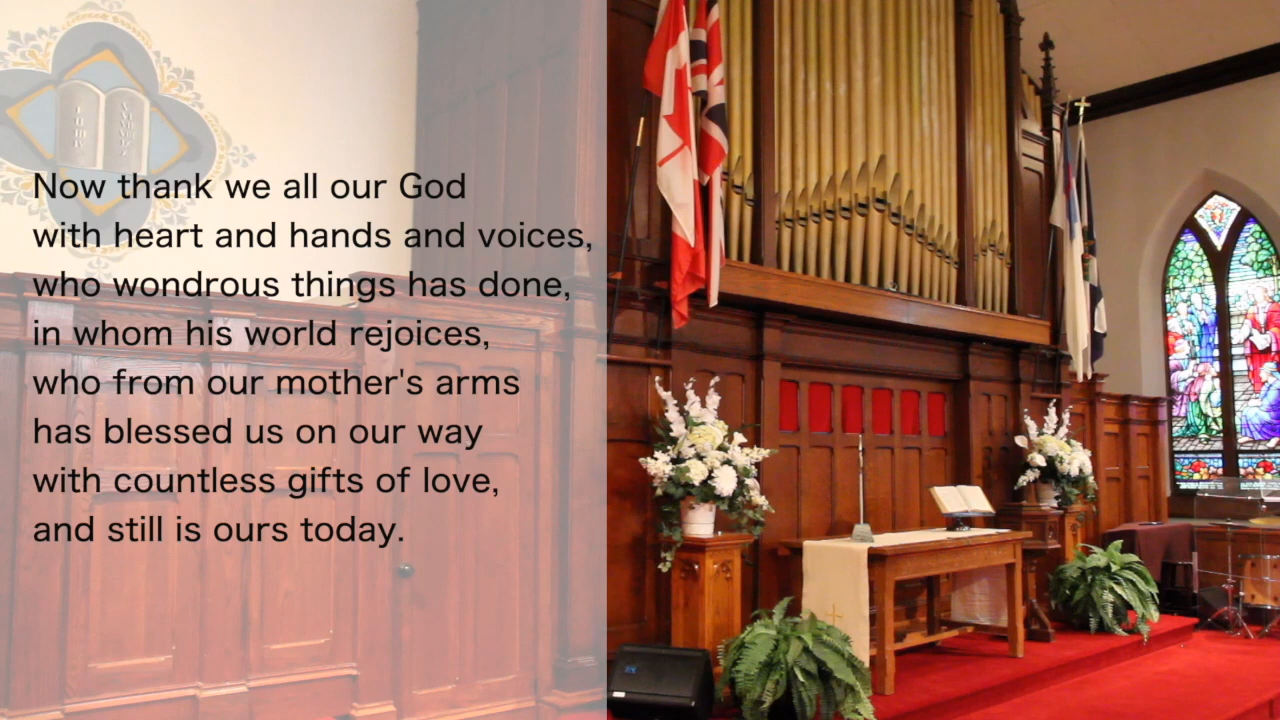 Now thank we all our God
with heart and hands and voices,
who wondrous things has done,
in whom his world rejoices,
who from our mother's arms
has blessed us on our way
with countless gifts of love,
and still is ours today.